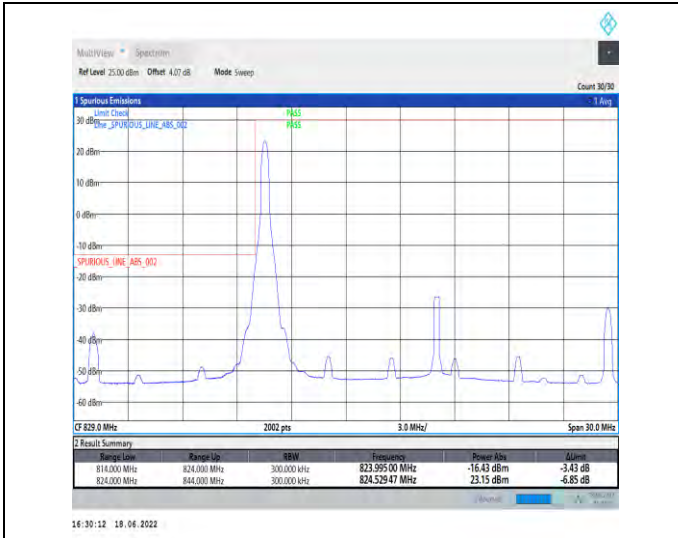 MultiView Spectrum
Ref Level 25.00 dBm Offset 4.07 dB Mode Sweep
Count 30/30
1 Spurious Emissions 1 Avg
Limit Check PASS
30 dBm
Line _SPURIOUS_LINE_ABS_002 PASS
20 dBm
10 dBm
0 dBm
-10 dBm
SPURIOUS_LINE_ABS_002
-20 dBm
-30 dBm
-40 dBm
-50 dBm
-60 dBm
CF 829.0 MHz 2002 pts 3.0 MHz/ Span 30.0 MHz
2 Result Summary
Range Low Range Up RBW Frequency Power Abs ΔLimit
814.000 MHz 824.000 MHz 300.000 kHz 823.99500 MHz -16.43 dBm -3.43 dB
824.000 MHz 844.000 MHz 300.000 kHz 824.52947 MHz 23.15 dBm -6.85 dB
16:30:12 18.06.2022